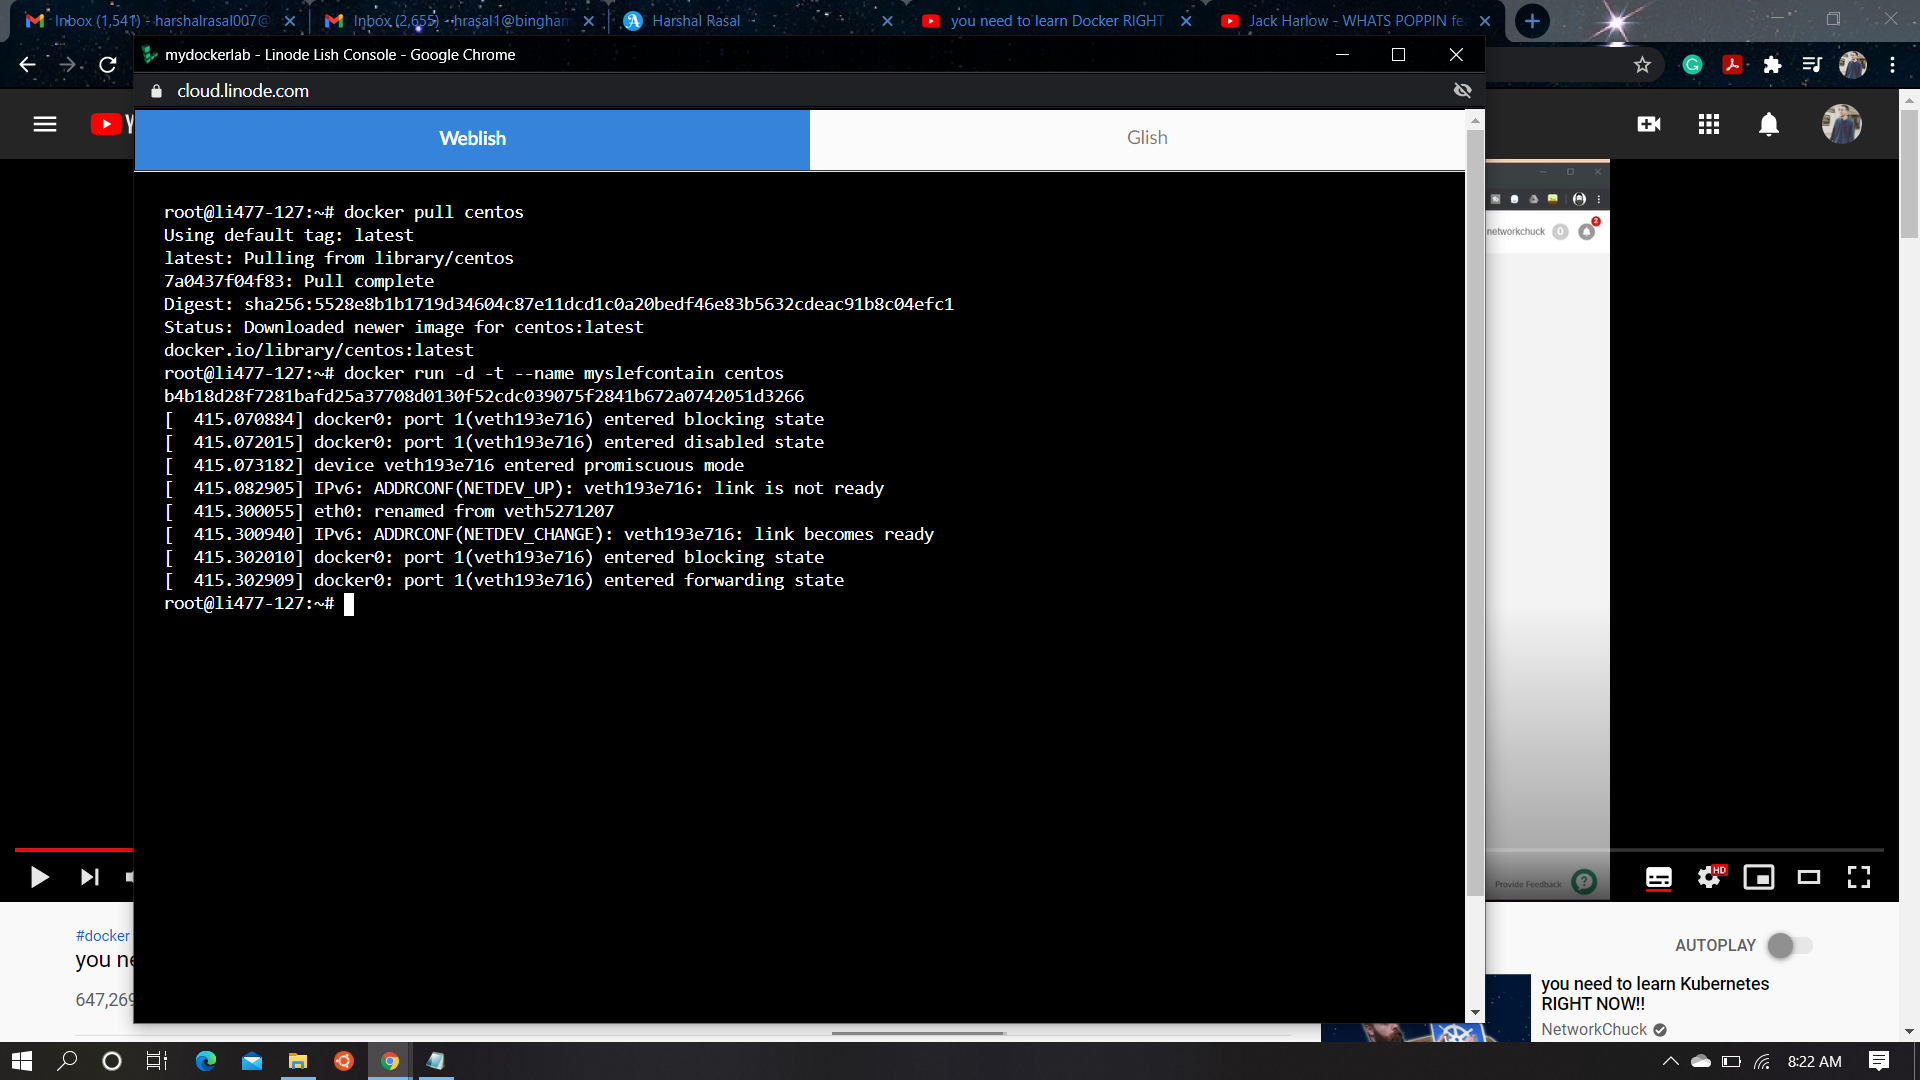 Inbox (1,541) - harshalrasal007@
Inbox (2,655) - hrasal1@bingham
Harshal Rasal
you need to learn Docker RIGHT
Jack Harlow - WHATS POPPIN fe
mydockerlab - Linode Lish Console - Google Chrome
cloud.linode.com
Weblish
Glish
root@li477-127:~# docker pull centos
Using default tag: latest
latest: Pulling from library/centos
7a0437f04f83: Pull complete
Digest: sha256:5528e8b1b1719d34604c87e11dcd1c0a20bedf46e83b5632cdeac91b8c04efc1
Status: Downloaded newer image for centos:latest
docker.io/library/centos:latest
root@li477-127:~# docker run -d -t --name myslefcontain centos
b4b18d28f7281bafd25a37708d0130f52cdc039075f2841b672a0742051d3266
[  415.070884] docker0: port 1(veth193e716) entered blocking state
[  415.072015] docker0: port 1(veth193e716) entered disabled state
[  415.073182] device veth193e716 entered promiscuous mode
[  415.082905] IPv6: ADDRCONF(NETDEV_UP): veth193e716: link is not ready
[  415.300055] eth0: renamed from veth5271207
[  415.300940] IPv6: ADDRCONF(NETDEV_CHANGE): veth193e716: link becomes ready
[  415.302010] docker0: port 1(veth193e716) entered blocking state
[  415.302909] docker0: port 1(veth193e716) entered forwarding state
root@li477-127:~#
networkchuck
0
2
Provide Feedback
HD
#docker
you ne
647,269
AUTOPLAY
you need to learn Kubernetes
RIGHT NOW!!
NetworkChuck
8:22 AM